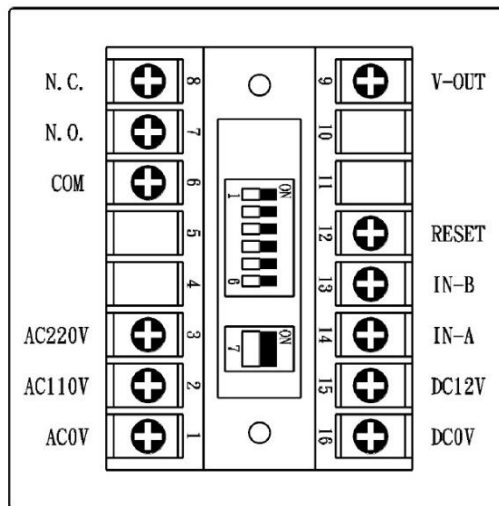 N.C. 8 9 V-OUT
N.O. 7 10
COM 6 11
1 ON
5 12 RESET
4 6 13 IN-B
AC220V 3 7 ON 14 IN-A
AC110V 2 15 DC12V
AC0V 1 16 DC0V